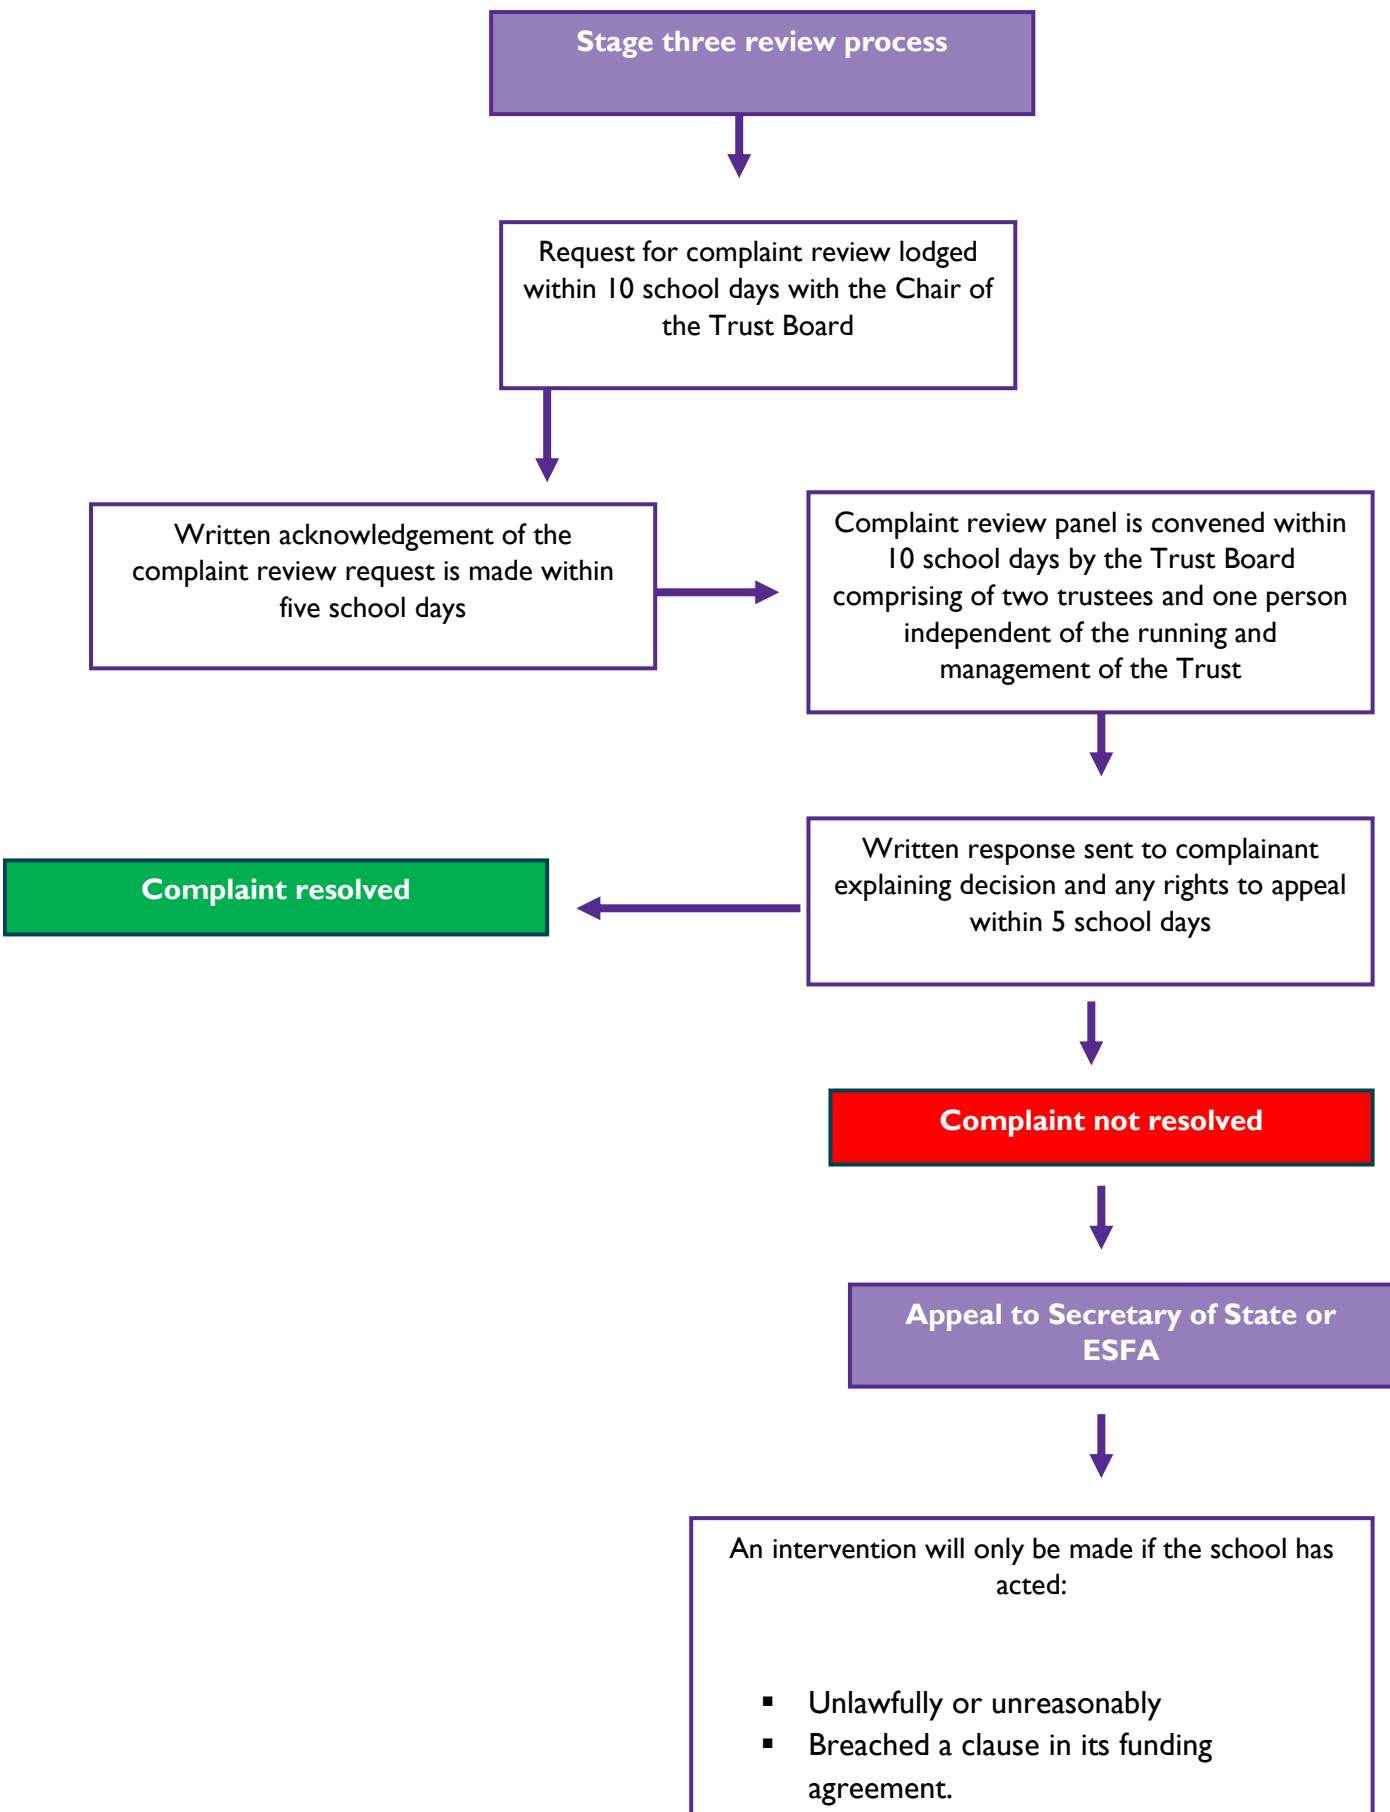 Stage three review process
Request for complaint review lodged
within 10 school days with the Chair of
the Trust Board
Written acknowledgement of the
complaint review request is made within
five school days
Complaint review panel is convened within
10 school days by the Trust Board
comprising of two trustees and one person
independent of the running and
management of the Trust
Written response sent to complainant
explaining decision and any rights to appeal
within 5 school days
Complaint resolved
Complaint not resolved
Appeal to Secretary of State or
ESFA
An intervention will only be made if the school has
acted:
▪ Unlawfully or unreasonably
▪ Breached a clause in its funding
agreement.